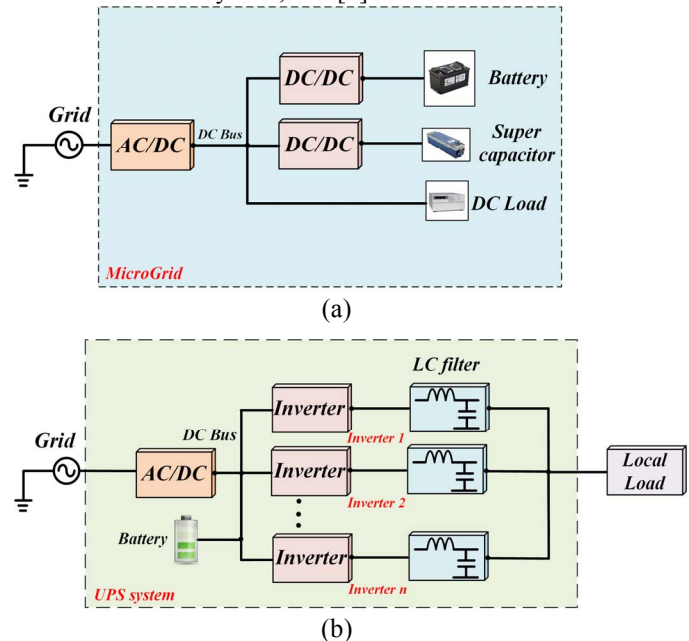 DC/DC
Battery
Grid
AC/DC
DC Bus
DC/DC
Super
capacitor
DC Load
MicroGrid
(a)
LC filter
Inverter
Inverter 1
DC Bus
Grid
AC/DC
Inverter
Inverter 2
Local
Load
Battery
Inverter
Inverter n
UPS system
(b)